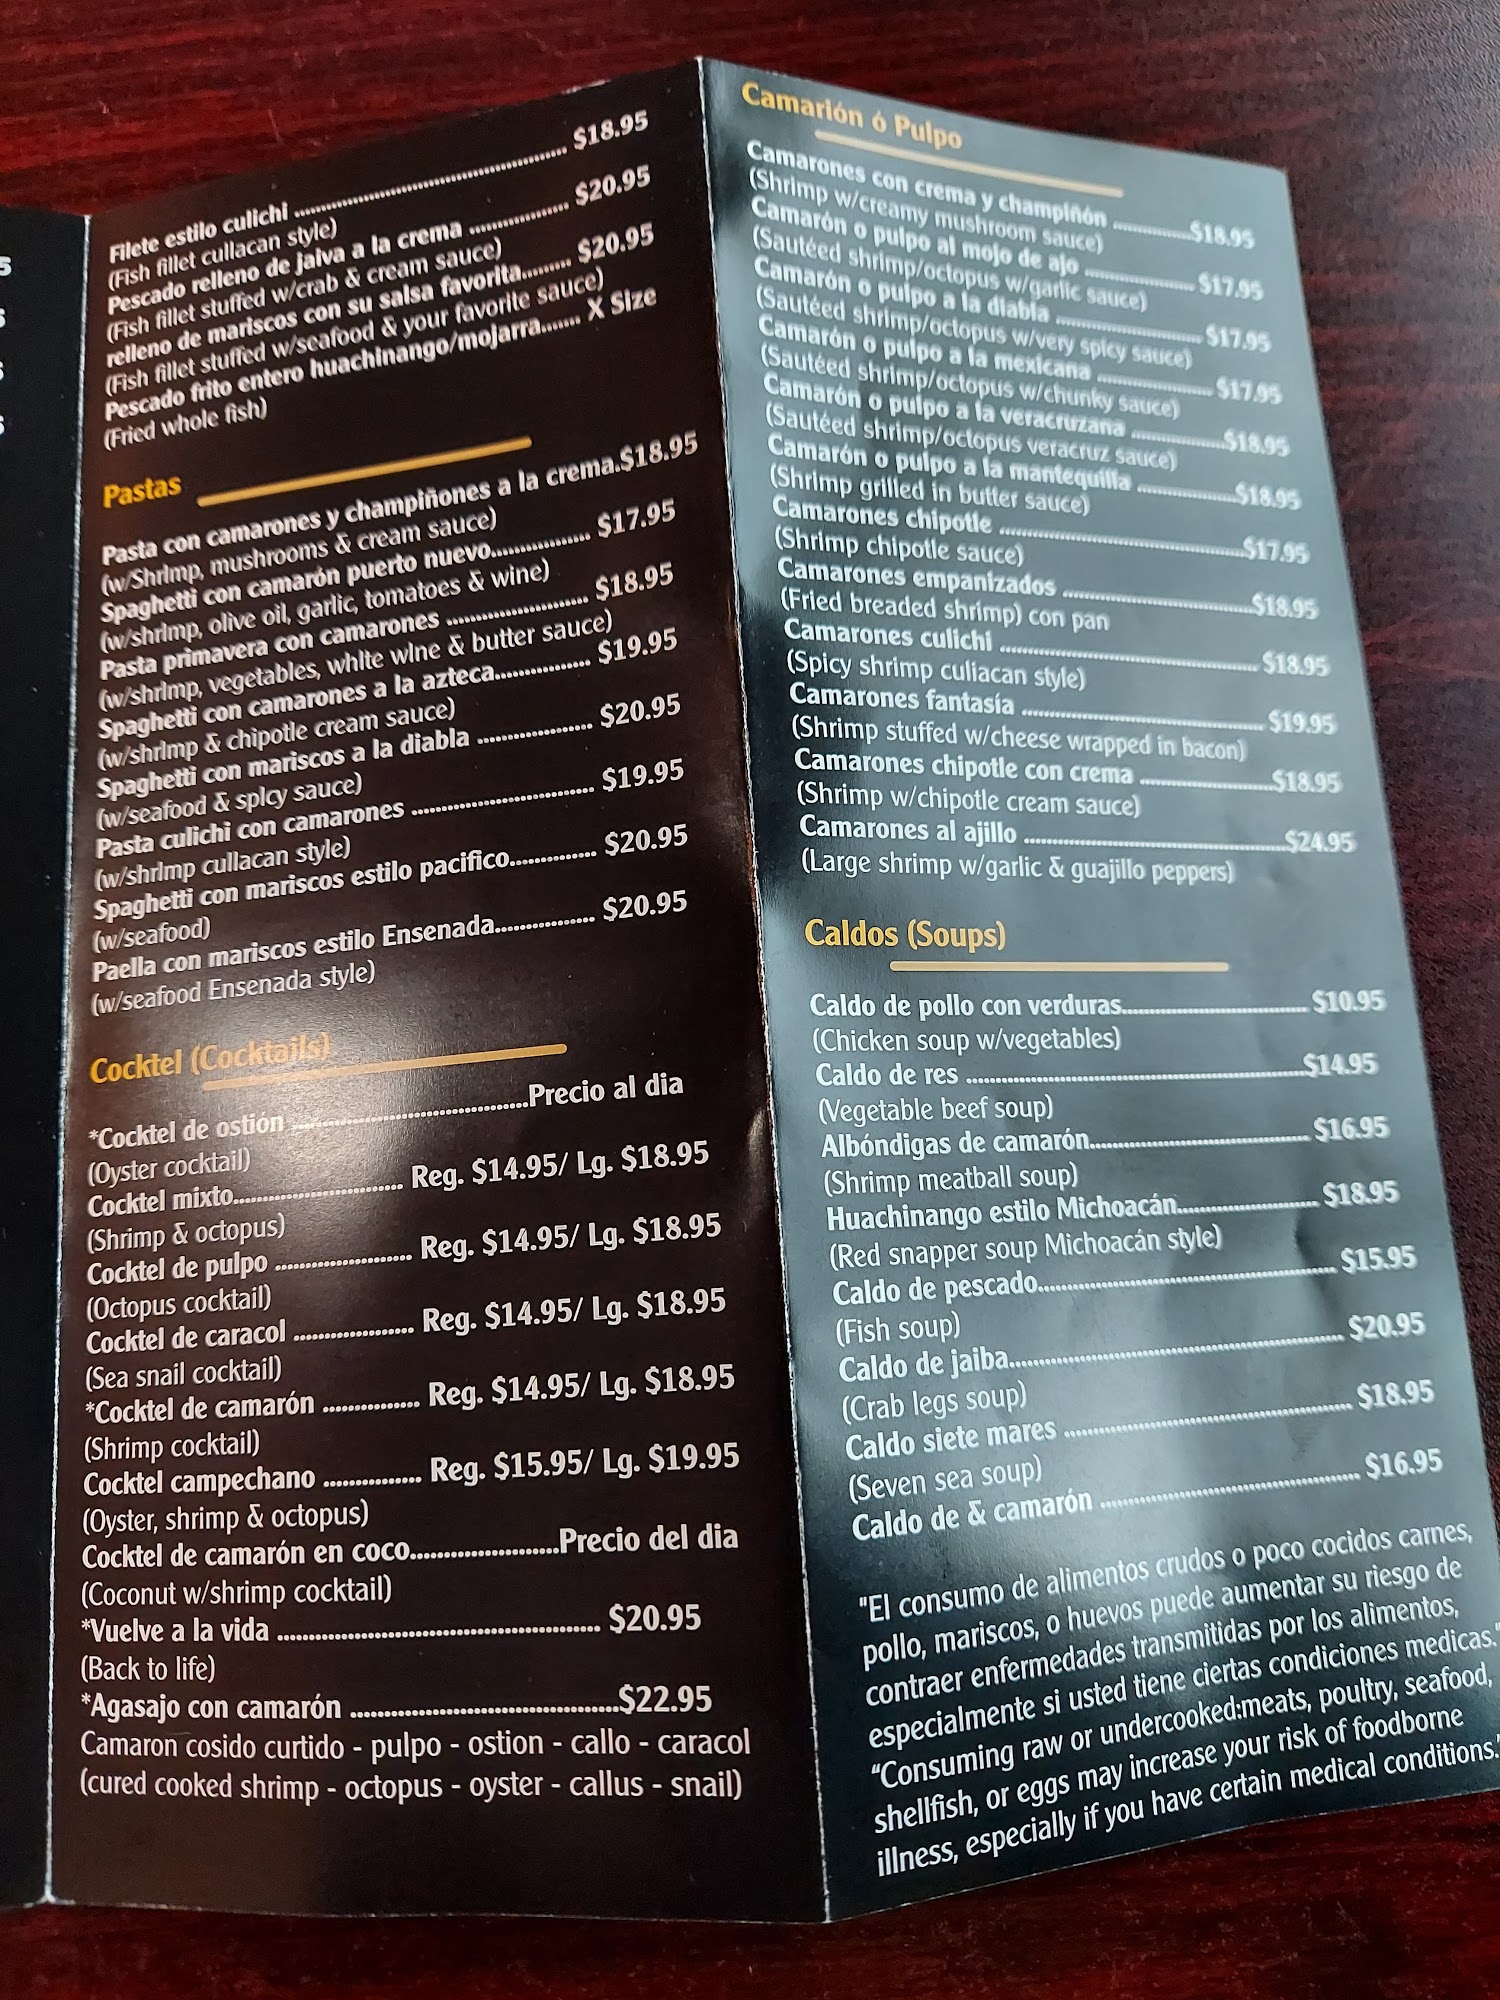 Filete estilo culichi ........ $18.95
(Fish fillet cullacan style)
Pescado relleno de jaiva a la crema ........ $20.95
(Fish fillet stuffed w/crab & cream sauce)
relleno de mariscos con su salsa favorita........ $20.95
(Fish fillet stuffed w/seafood & your favorite sauce)
Pescado frito entero huachinango/mojarra....... X Size
(Fried whole fish)
Pastas
Pasta con camarones y champiñones a la crema.$18.95
(w/Shrimp, mushrooms & cream sauce)
Spaghetti con camarón puerto nuevo........ $17.95
(w/shrimp, olive oil, garlic, tomatoes & wine)
Pasta primavera con camarones ........ $18.95
(w/shrimp, vegetables, white wine & butter sauce)
Spaghetti con camarones a la azteca........ $19.95
(w/shrimp & chipotle cream sauce)
Spaghetti con mariscos a la diabla ........ $20.95
(w/seafood & spicy sauce)
Pasta culichi con camarones ........ $19.95
(w/shrimp cullacan style)
Spaghetti con mariscos estilo pacifico........ $20.95
(w/seafood)
Paella con mariscos estilo Ensenada........ $20.95
(w/seafood Ensenada style)
Cocktel (Cocktails)
*Cocktel de ostión ........Precio al dia
(Oyster cocktail)
Cocktel mixto........ Reg. $14.95/ Lg. $18.95
(Shrimp & octopus)
Cocktel de pulpo ........ Reg. $14.95/ Lg. $18.95
(Octopus cocktail)
Cocktel de caracol ........ Reg. $14.95/ Lg. $18.95
(Sea snail cocktail)
*Cocktel de camarón ........ Reg. $14.95/ Lg. $18.95
(Shrimp cocktail)
Cocktel campechano ........ Reg. $15.95/ Lg. $19.95
(Oyster, shrimp & octopus)
Cocktel de camarón en coco........Precio del dia
(Coconut w/shrimp cocktail)
*Vuelve a la vida ........ $20.95
(Back to life)
*Agasajo con camarón ........$22.95
Camaron cosido curtido - pulpo - ostion - callo - caracol
(cured cooked shrimp - octopus - oyster - callus - snail)
Camarión ó Pulpo
Camarones con crema y champiñón ........$18.95
(Shrimp w/creamy mushroom sauce)
Camarón o pulpo al mojo de ajo ........ $17.95
(Sautéed shrimp/octopus w/garlic sauce)
Camarón o pulpo a la diabla ........ $17.95
(Sautéed shrimp/octopus w/very spicy sauce)
Camarón o pulpo a la mexicana ........ $17.95
(Sautéed shrimp/octopus w/chunky sauce)
Camarón o pulpo a la veracruzana ........$18.95
(Sautéed shrimp/octopus veracruz sauce)
Camarón o pulpo a la mantequilla ........$18.95
(Shrimp grilled in butter sauce)
Camarones chipotle ........$17.95
(Shrimp chipotle sauce)
Camarones empanizados ........$18.95
(Fried breaded shrimp) con pan
Camarones culichi ........ $18.95
(Spicy shrimp culiacan style)
Camarones fantasía ........ $19.95
(Shrimp stuffed w/cheese wrapped in bacon)
Camarones chipotle con crema ........$18.95
(Shrimp w/chipotle cream sauce)
Camarones al ajillo ........$24.95
(Large shrimp w/garlic & guajillo peppers)
Caldos (Soups)
Caldo de pollo con verduras........ $10.95
(Chicken soup w/vegetables)
Caldo de res ........$14.95
(Vegetable beef soup)
Albóndigas de camarón........ $16.95
(Shrimp meatball soup)
Huachinango estilo Michoacán........ $18.95
(Red snapper soup Michoacán style)
Caldo de pescado........ $15.95
(Fish soup)
Caldo de jaiba........ $20.95
(Crab legs soup)
Caldo siete mares ........ $18.95
(Seven sea soup)
Caldo de & camarón ........ $16.95
"El consumo de alimentos crudos o poco cocidos carnes,
pollo, mariscos, o huevos puede aumentar su riesgo de
contraer enfermedades transmitidas por los alimentos,
especialmente si usted tiene ciertas condiciones medicas."
"Consuming raw or undercooked:meats, poultry, seafood,
shellfish, or eggs may increase your risk of foodborne
illness, especially if you have certain medical conditions."